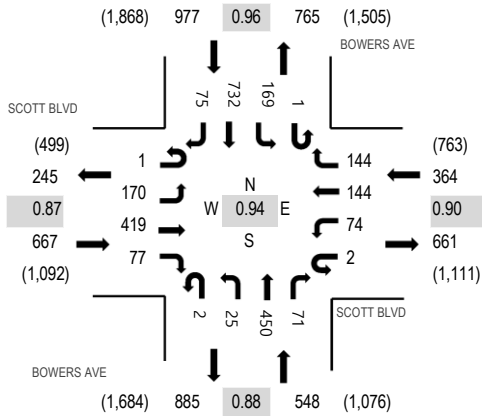 (1,868) 977 0.96 765 (1,505)
BOWERS AVE
75 732 169 1
SCOTT BLVD
(499) (763)
1 144
245 364
170 N 144
0.87 W 0.94 E 0.90
419 S 74
667 661
77 2
(1,092) (1,111)
2 25 450 71
SCOTT BLVD
BOWERS AVE
(1,684) 885 0.88 548 (1,076)